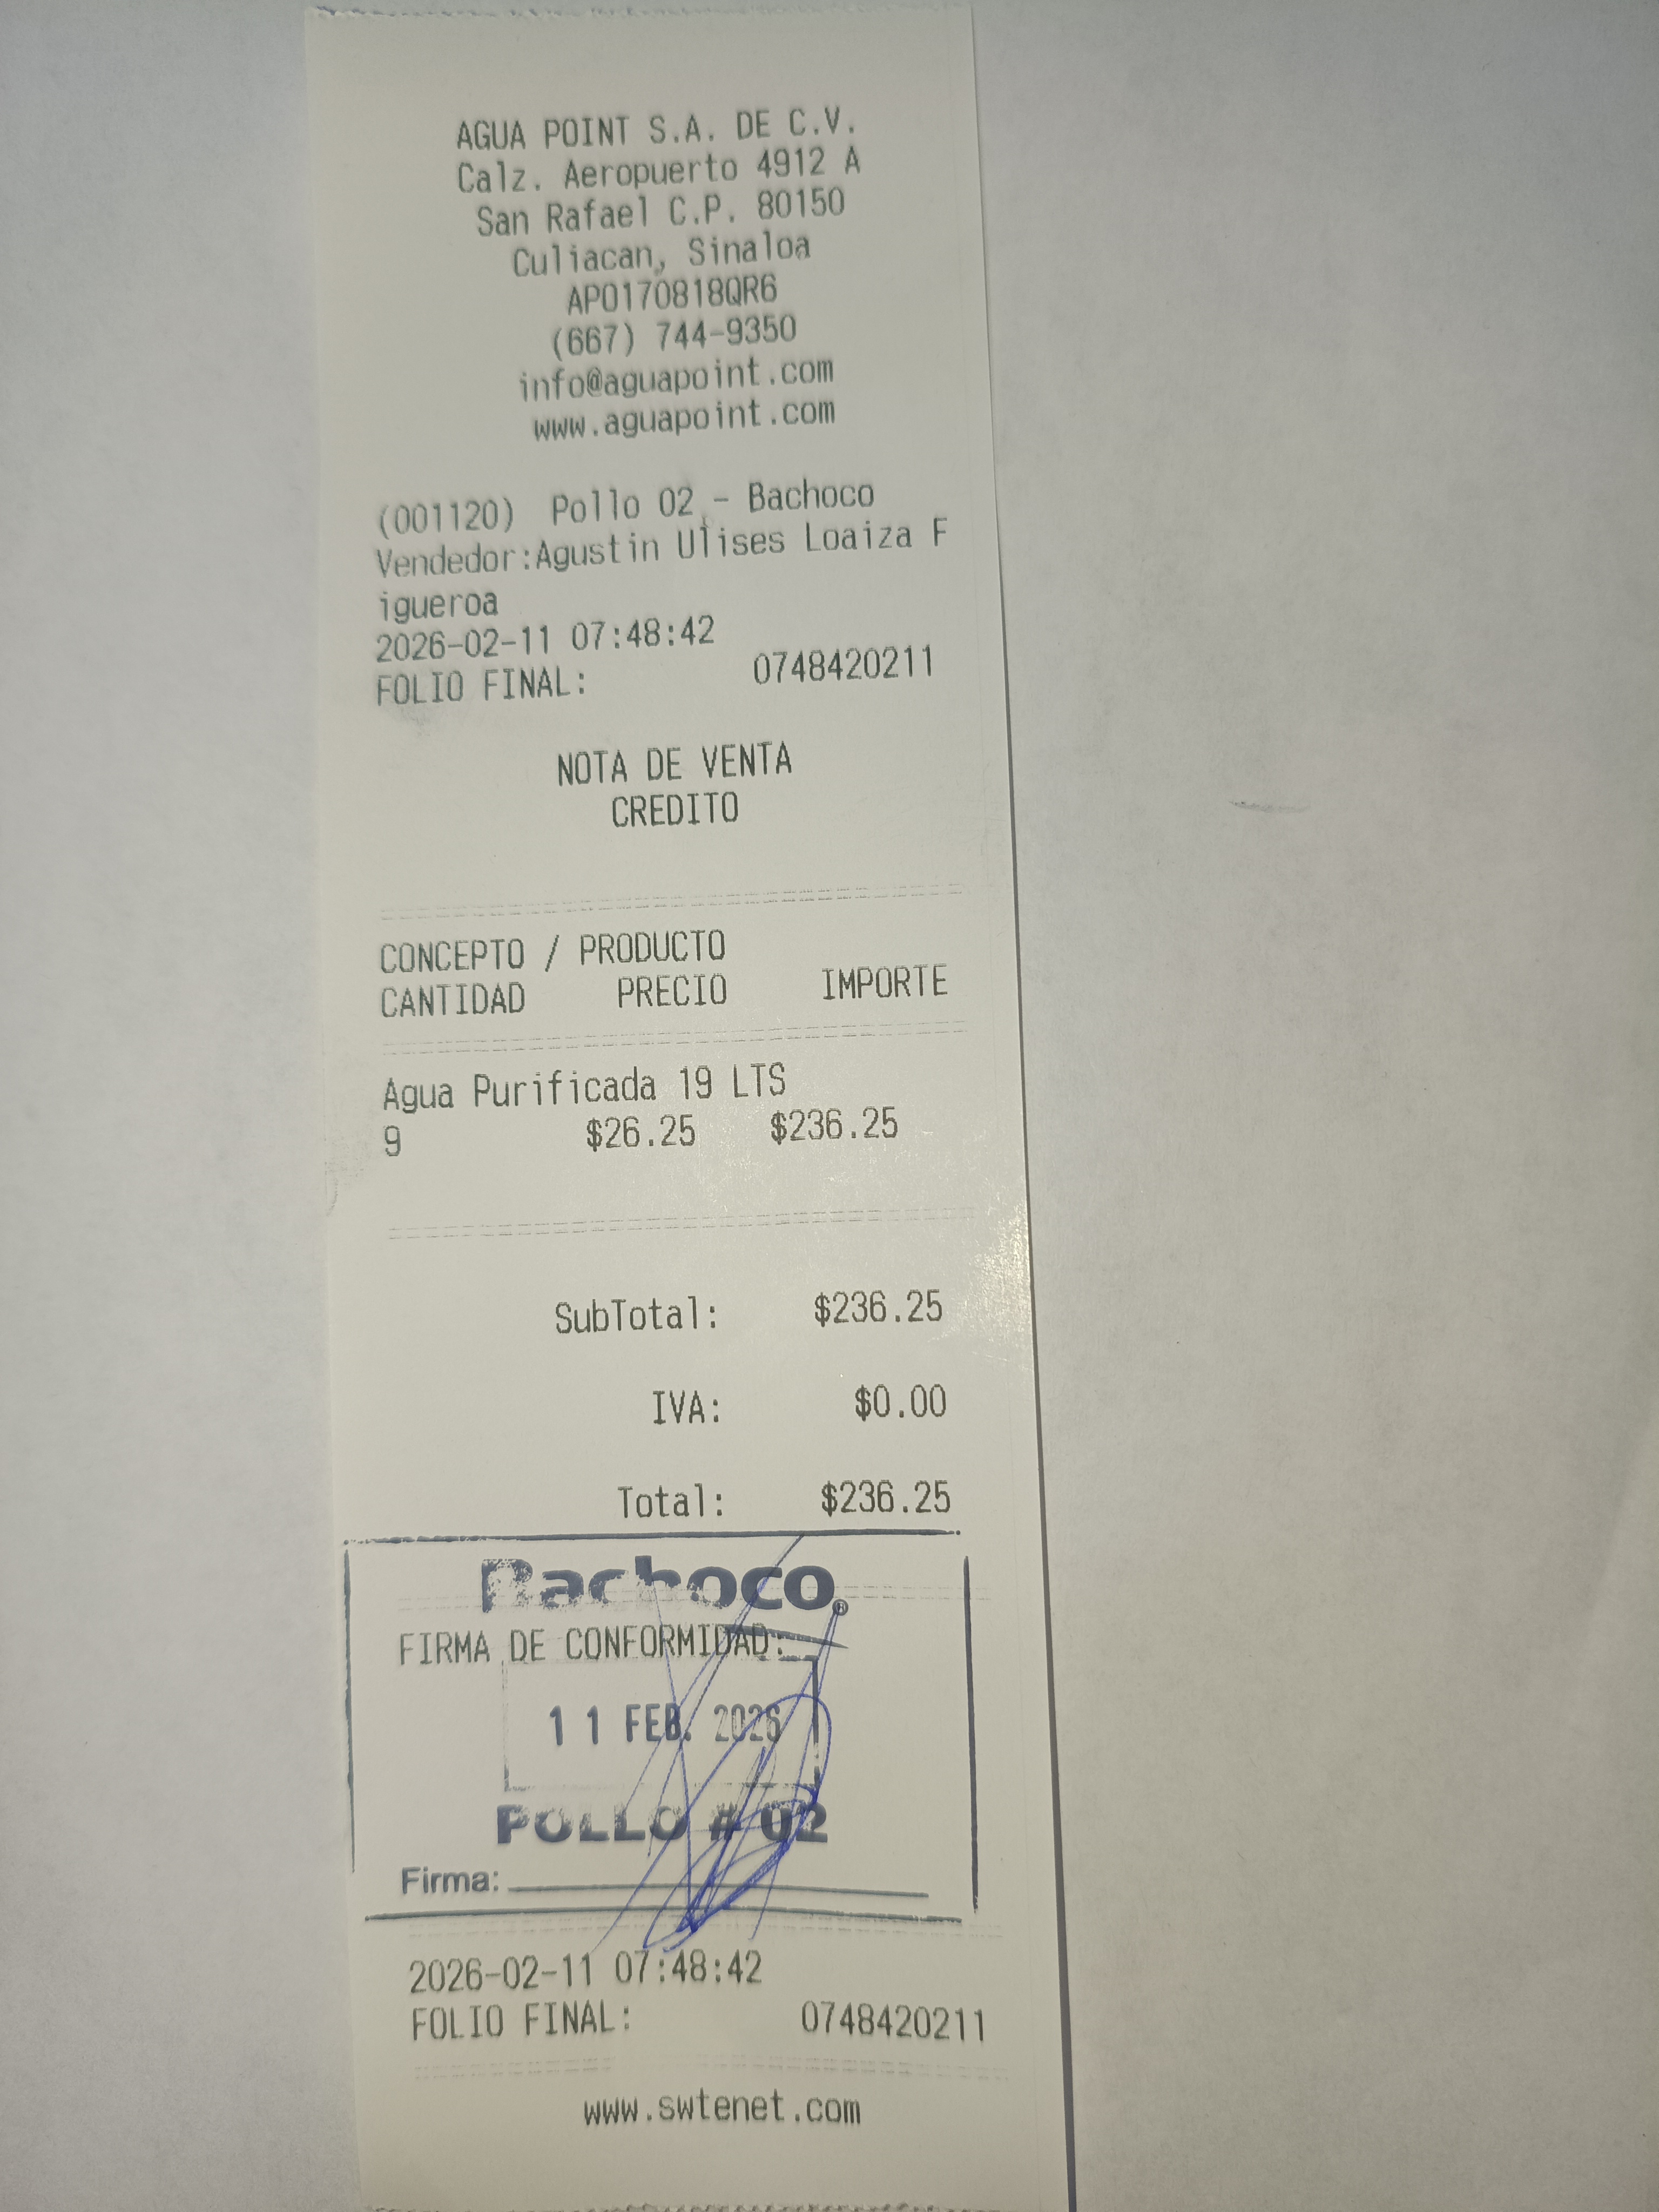 AGUA POINT S.A. DE C.V.
Calz. Aeropuerto 4912 A
San Rafael C.P. 80150
Culiacan, Sinaloa
APO170818QR6
(667) 744-9350
info@aguapoint.com
www.aguapoint.com
(001120) Pollo 02 - Bachoco
Vendedor:Agustin Ulises Loaiza F
igueroa
2026-02-11 07:48:42
FOLIO FINAL: 0748420211
NOTA DE VENTA
CREDITO
CONCEPTO / PRODUCTO
CANTIDAD PRECIO IMPORTE
Agua Purificada 19 LTS
9 $26.25 $236.25
SubTotal: $236.25
IVA: $0.00
Total: $236.25
Bachoco®
FIRMA DE CONFORMIDAD:
11 FEB. 2026
POLLO # 02
Firma:
2026-02-11 07:48:42
FOLIO FINAL: 0748420211
www.swtenet.com